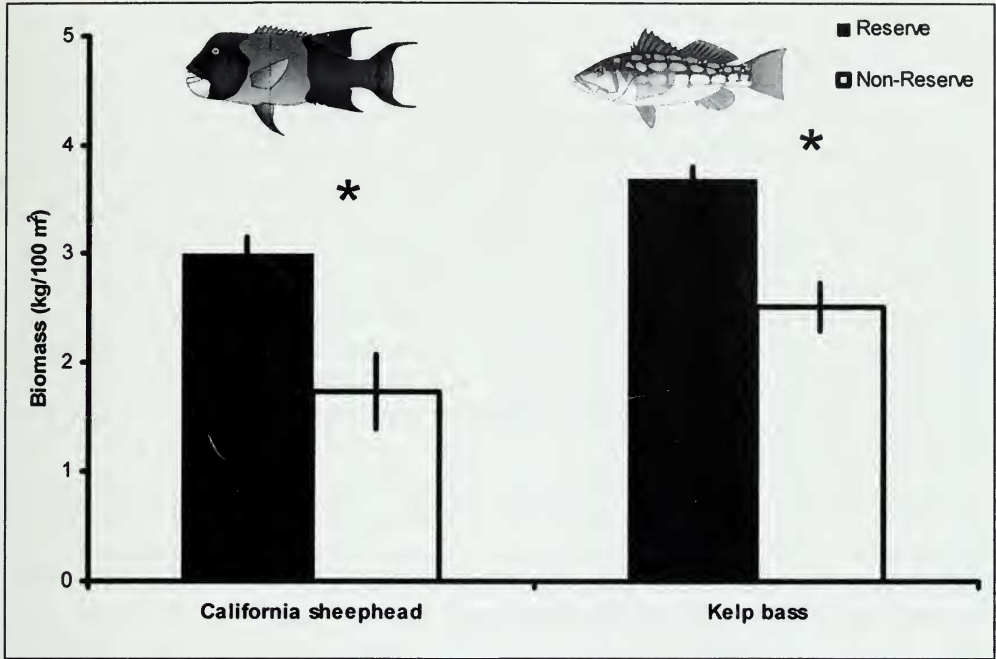 5
4
3
2
1
0
Biomass (kg/100 m²)
Reserve
Non-Reserve
*
*
California sheephead
Kelp bass